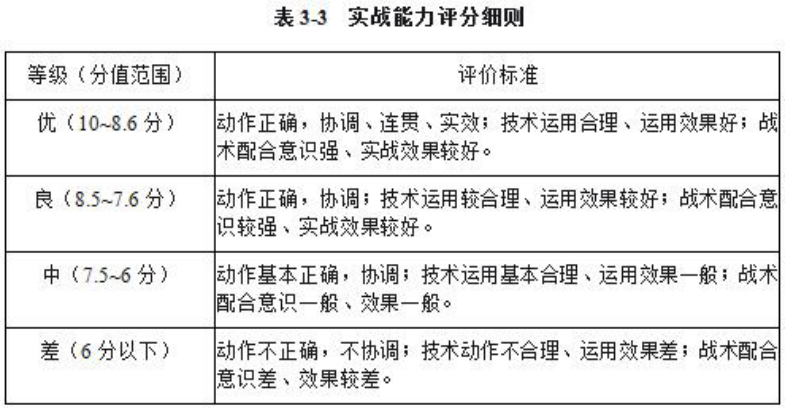 表 3-3 实战能力评分细则
等级（分值范围）
评价标准
优（10~8.6 分）
动作正确，协调、连贯、实效；技术运用合理、运用效果好；战
术配合意识强、实战效果较好。
良（8.5~7.6 分）
动作正确，协调；技术运用较合理、运用效果较好；战术配合意
识较强、实战效果较好。
中（7.5~6 分）
动作基本正确，协调；技术运用基本合理、运用效果一般；战术
配合意识一般、效果一般。
差（6 分以下）
动作不正确，不协调；技术动作不合理、运用效果差；战术配合
意识差、效果较差。